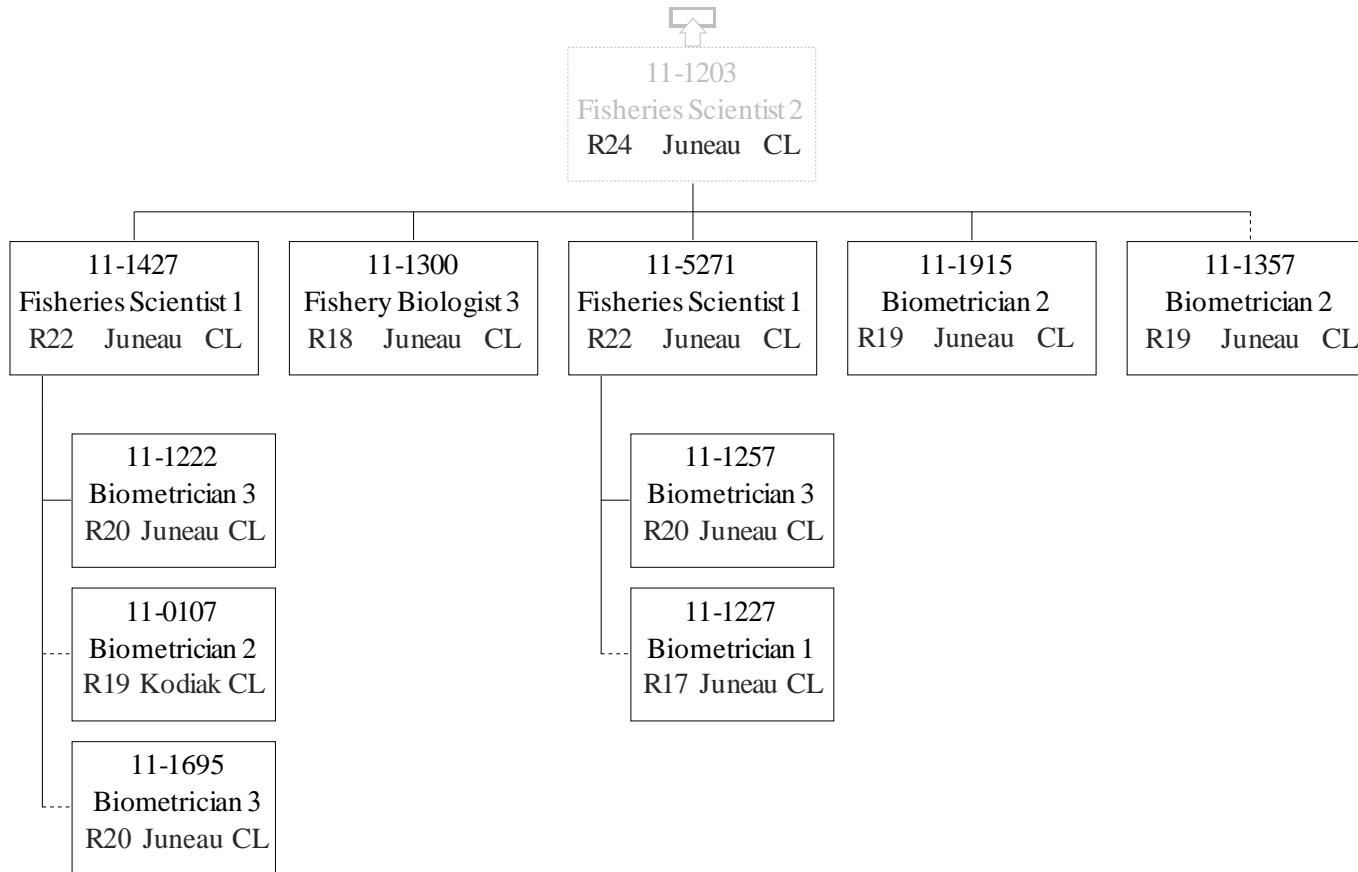 11-1203
Fisheries Scientist 2
R24 Juneau CL
11-1427
Fisheries Scientist 1
R22 Juneau CL
11-1300
Fishery Biologist 3
R18 Juneau CL
11-5271
Fisheries Scientist 1
R22 Juneau CL
11-1915
Biometrician 2
R19 Juneau CL
11-1357
Biometrician 2
R19 Juneau CL
11-1222
Biometrician 3
R20 Juneau CL
11-0107
Biometrician 2
R19 Kodiak CL
11-1695
Biometrician 3
R20 Juneau CL
11-1257
Biometrician 3
R20 Juneau CL
11-1227
Biometrician 1
R17 Juneau CL